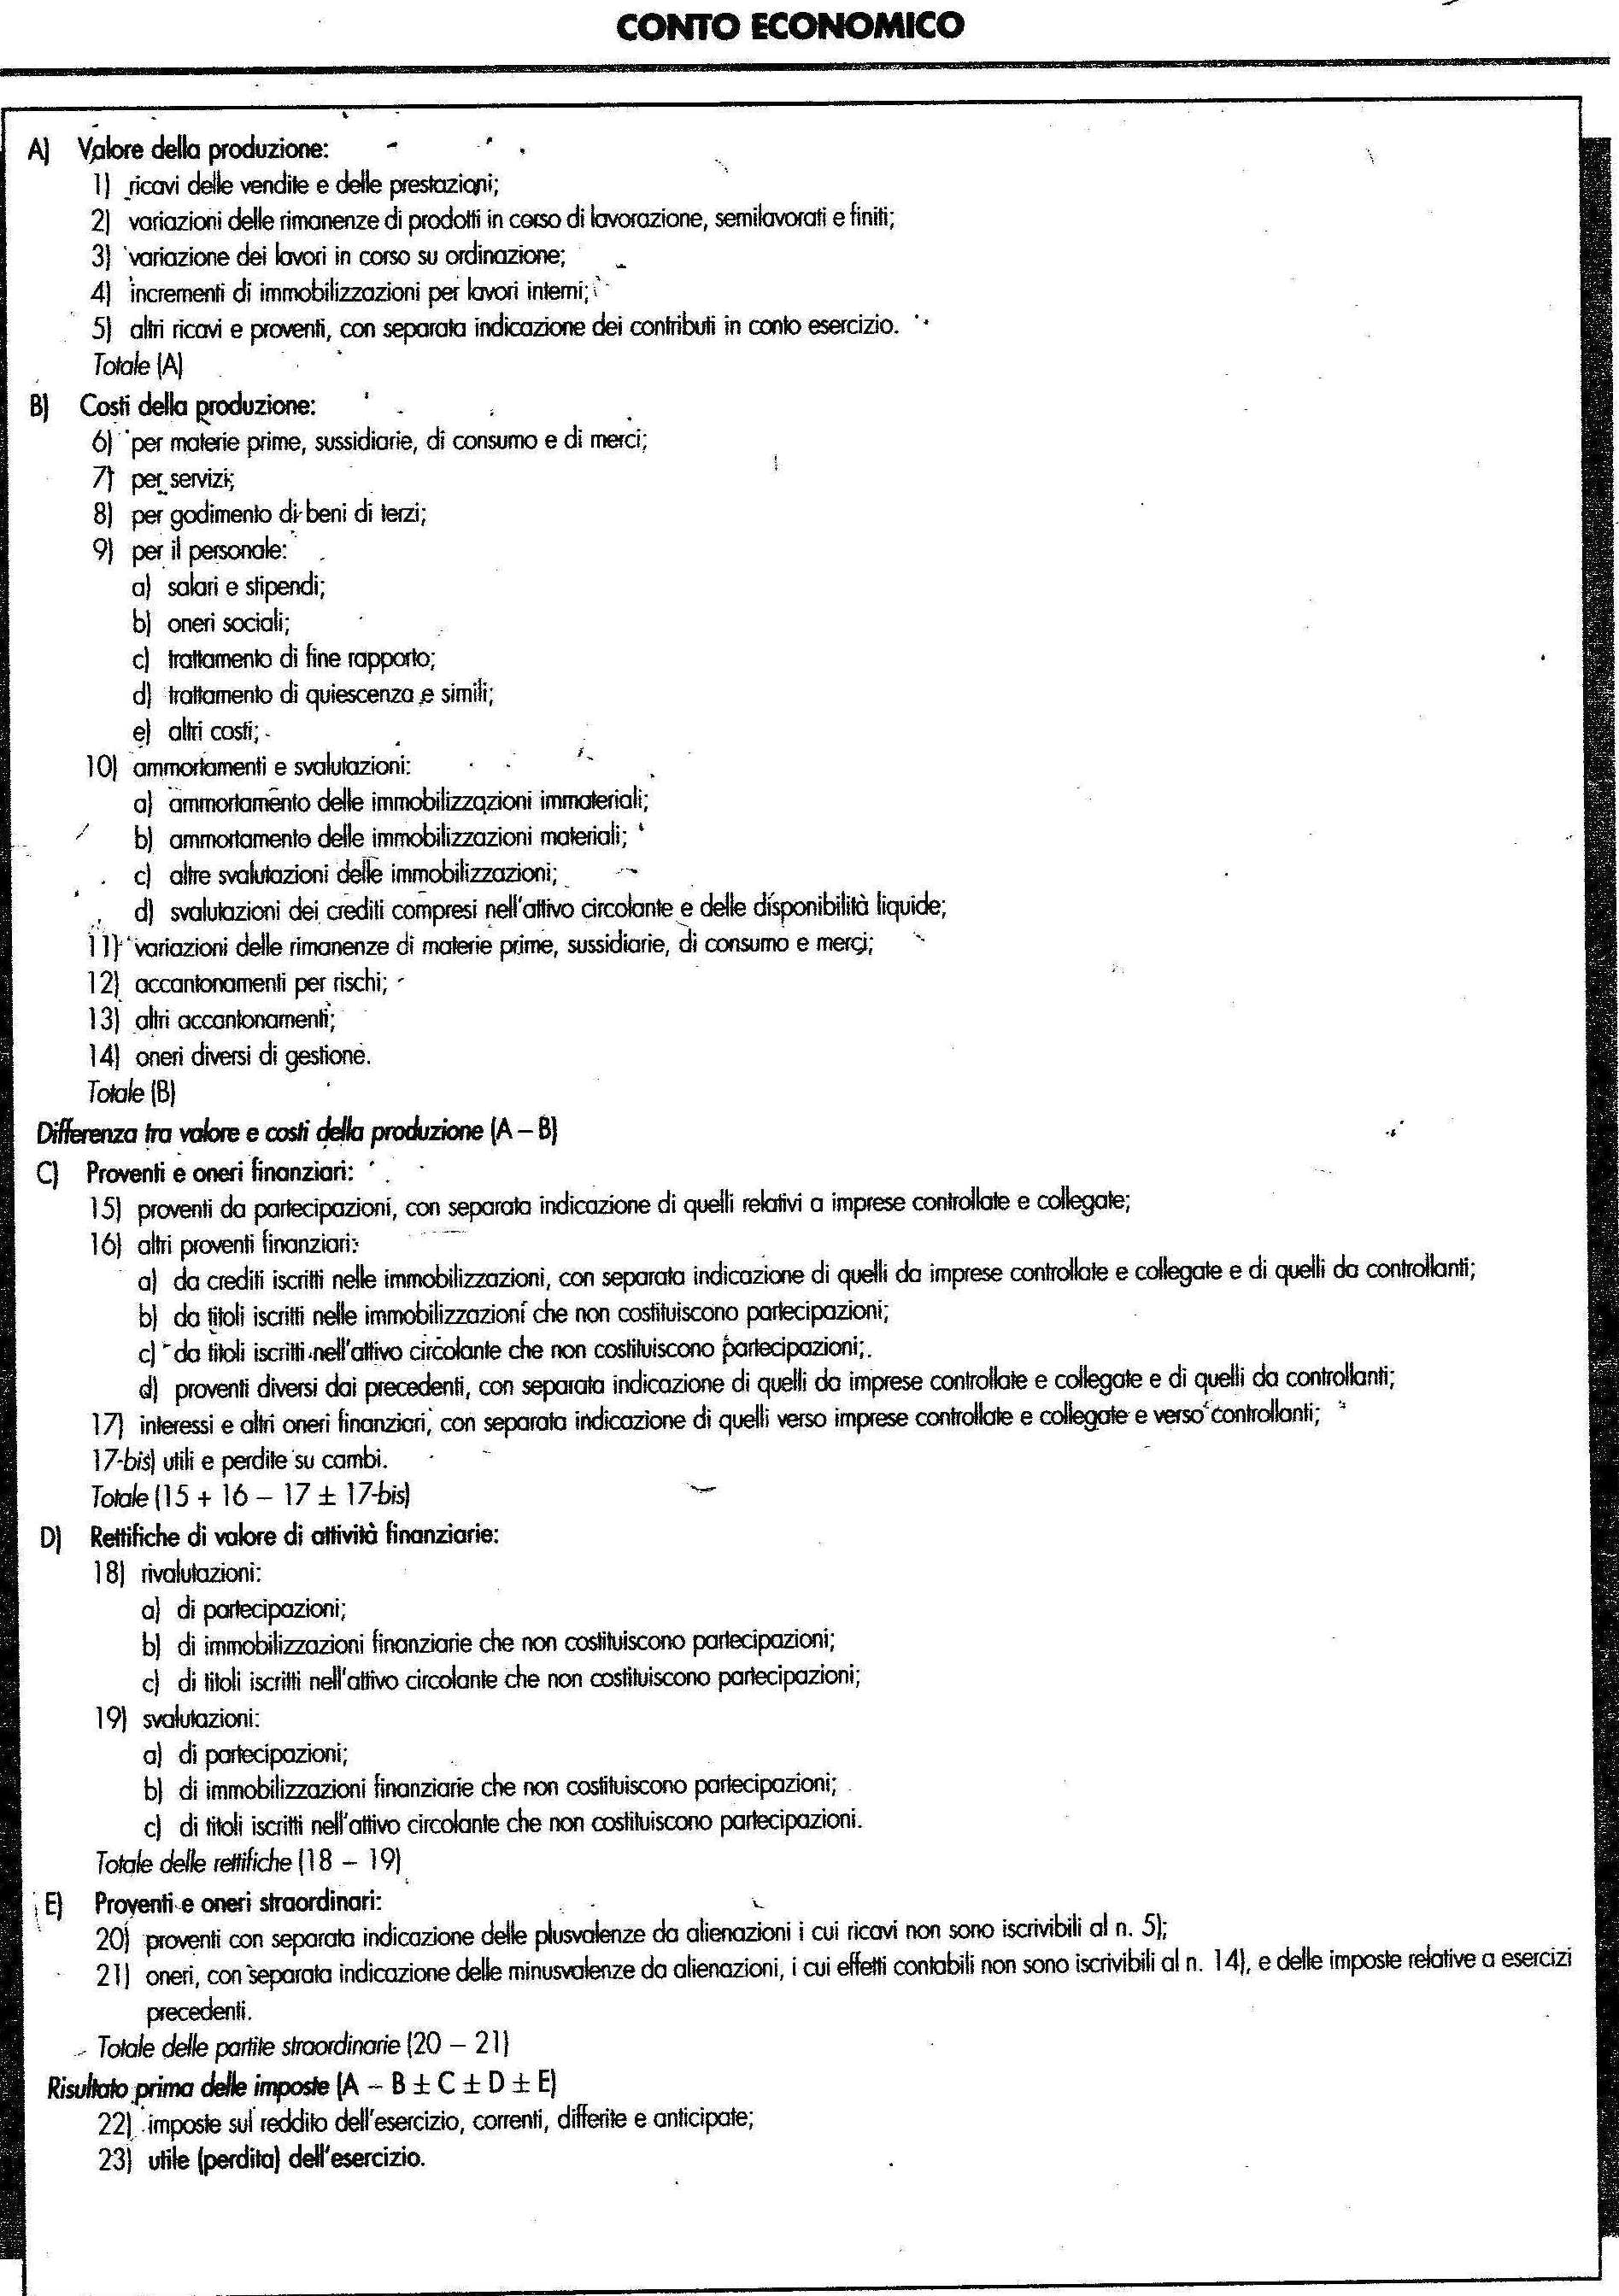 CONTO ECONOMICO
A) Valore della produzione:
1) ricavi delle vendite e delle prestazioni;
2) variazioni delle rimanenze di prodotti in corso di lavorazione, semilavorati e finiti;
3) variazione dei lavori in corso su ordinazione;
4) incrementi di immobilizzazioni per lavori interni;
5) altri ricavi e proventi, con separata indicazione dei contributi in conto esercizio.
Totale (A)
B) Costi della produzione:
6) per materie prime, sussidiarie, di consumo e di merci;
7) per servizi;
8) per godimento di beni di terzi;
9) per il personale:
a) salari e stipendi;
b) oneri sociali;
c) trattamento di fine rapporto;
d) trattamento di quiescenza e simili;
e) altri costi;
10) ammortamenti e svalutazioni:
a) ammortamento delle immobilizzazioni immateriali;
b) ammortamento delle immobilizzazioni materiali;
c) altre svalutazioni delle immobilizzazioni;
d) svalutazioni dei crediti compresi nell'attivo circolante e delle disponibilità liquide;
11) variazioni delle rimanenze di materie prime, sussidiarie, di consumo e merci;
12) accantonamenti per rischi;
13) altri accantonamenti;
14) oneri diversi di gestione.
Totale (B)
Differenza tra valore e costi della produzione (A – B)
C) Proventi e oneri finanziari:
15) proventi da partecipazioni, con separata indicazione di quelli relativi a imprese controllate e collegate;
16) altri proventi finanziari:
a) da crediti iscritti nelle immobilizzazioni, con separata indicazione di quelli da imprese controllate e collegate e di quelli da controllanti;
b) da titoli iscritti nelle immobilizzazioni che non costituiscono partecipazioni;
c) da titoli iscritti nell'attivo circolante che non costituiscono partecipazioni;
d) proventi diversi dai precedenti, con separata indicazione di quelli da imprese controllate e collegate e di quelli da controllanti;
17) interessi e altri oneri finanziari, con separata indicazione di quelli verso imprese controllate e collegate e verso controllanti;
17-bis) utili e perdite su cambi.
Totale (15 + 16 – 17 ± 17-bis)
D) Rettifiche di valore di attività finanziarie:
18) rivalutazioni:
a) di partecipazioni;
b) di immobilizzazioni finanziarie che non costituiscono partecipazioni;
c) di titoli iscritti nell'attivo circolante che non costituiscono partecipazioni;
19) svalutazioni:
a) di partecipazioni;
b) di immobilizzazioni finanziarie che non costituiscono partecipazioni;
c) di titoli iscritti nell'attivo circolante che non costituiscono partecipazioni.
Totale delle rettifiche (18 – 19)
E) Proventi e oneri straordinari:
20) proventi con separata indicazione delle plusvalenze da alienazioni i cui ricavi non sono iscrivibili al n. 5);
21) oneri, con separata indicazione delle minusvalenze da alienazioni, i cui effetti contabili non sono iscrivibili al n. 14), e delle imposte relative a esercizi
precedenti.
Totale delle partite straordinarie (20 – 21)
Risultato prima delle imposte (A – B ± C ± D ± E)
22) imposte sul reddito dell'esercizio, correnti, differite e anticipate;
23) utile (perdita) dell'esercizio.